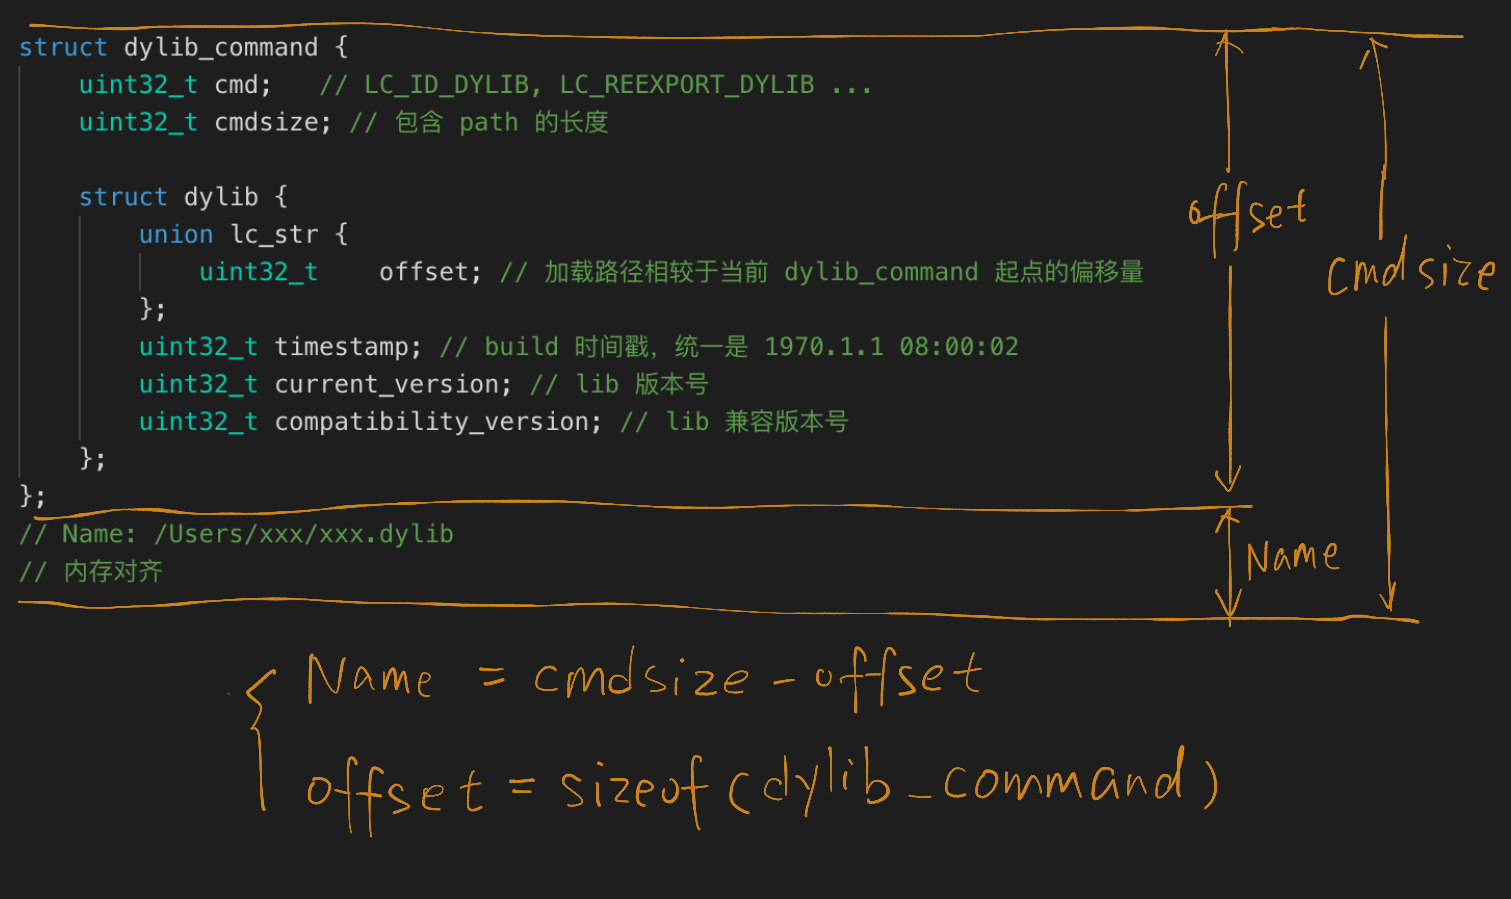 struct dylib_command {
uint32_t cmd;   // LC_ID_DYLIB, LC_REEXPORT_DYLIB ...
uint32_t cmdsize; // 包含 path 的长度
struct dylib {
union lc_str {
uint32_t    offset; // 加载路径相较于当前 dylib_command 起点的偏移量
};
uint32_t timestamp; // build 时间戳，统一是 1970.1.1 08:00:02
uint32_t current_version; // lib 版本号
uint32_t compatibility_version; // lib 兼容版本号
};
};
// Name: /Users/xxx/xxx.dylib
// 内存对齐
offset
cmdsize
Name
{ Name = cmdsize - offset
offset = sizeof(dylib_command)